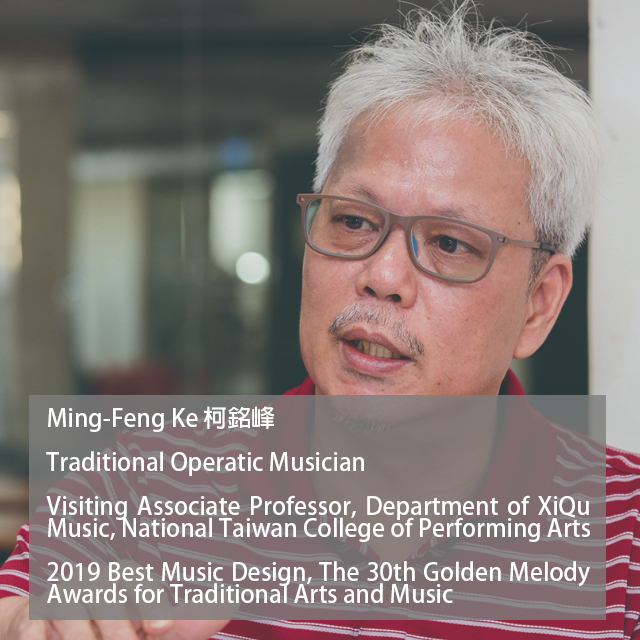 Ming-Feng Ke 柯銘峰
Traditional Operatic Musician
Visiting Associate Professor, Department of XiQu
Music, National Taiwan College of Performing Arts
2019 Best Music Design, The 30th Golden Melody
Awards for Traditional Arts and Music